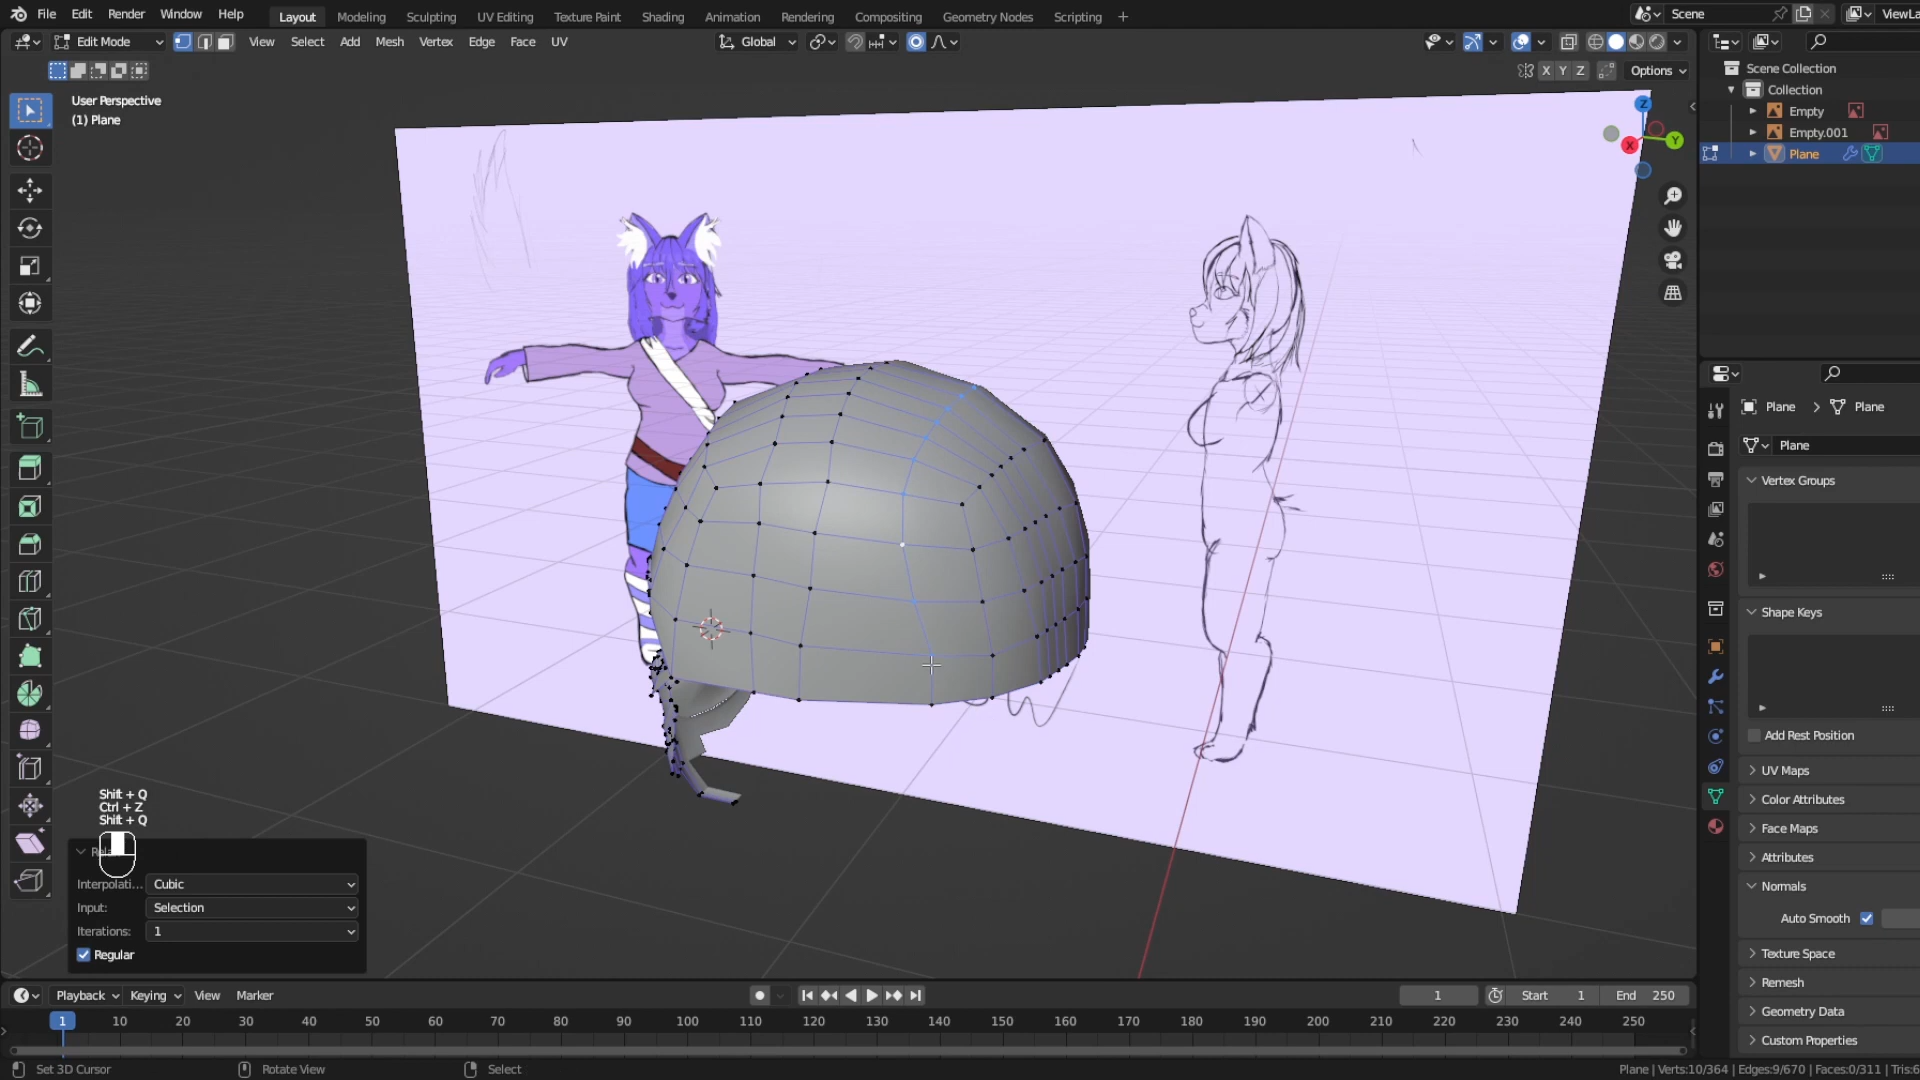 File Edit Render Window Help Layout Modeling Sculpting UV Editing Texture Paint Shading Animation Rendering Compositing Geometry Nodes Scripting + Scene
Edit Mode View Select Add Mesh Vertex Edge Face UV Global
X Y Z Options
User Perspective
(1) Plane
Scene Collection
Collection
Empty
Empty.001
Plane
Z
Y
X
Plane > Plane
Plane
Vertex Groups
Shape Keys
Add Rest Position
UV Maps
Color Attributes
Face Maps
Attributes
Normals
Auto Smooth
Texture Space
Remesh
Geometry Data
Custom Properties
Shift + Q
Ctrl + Z
Shift + Q
Interpolati... Cubic
Input: Selection
Iterations: 1
Regular
Playback Keying View Marker 1 Start 1 End 250
1 10 20 30 40 50 60 70 80 90 100 110 120 130 140 150 160 170 180 190 200 210 220 230 240 250
Set 3D Cursor Rotate View Select Plane | Verts:10/364 | Edges:9/670 | Faces:0/311 | Tris:6